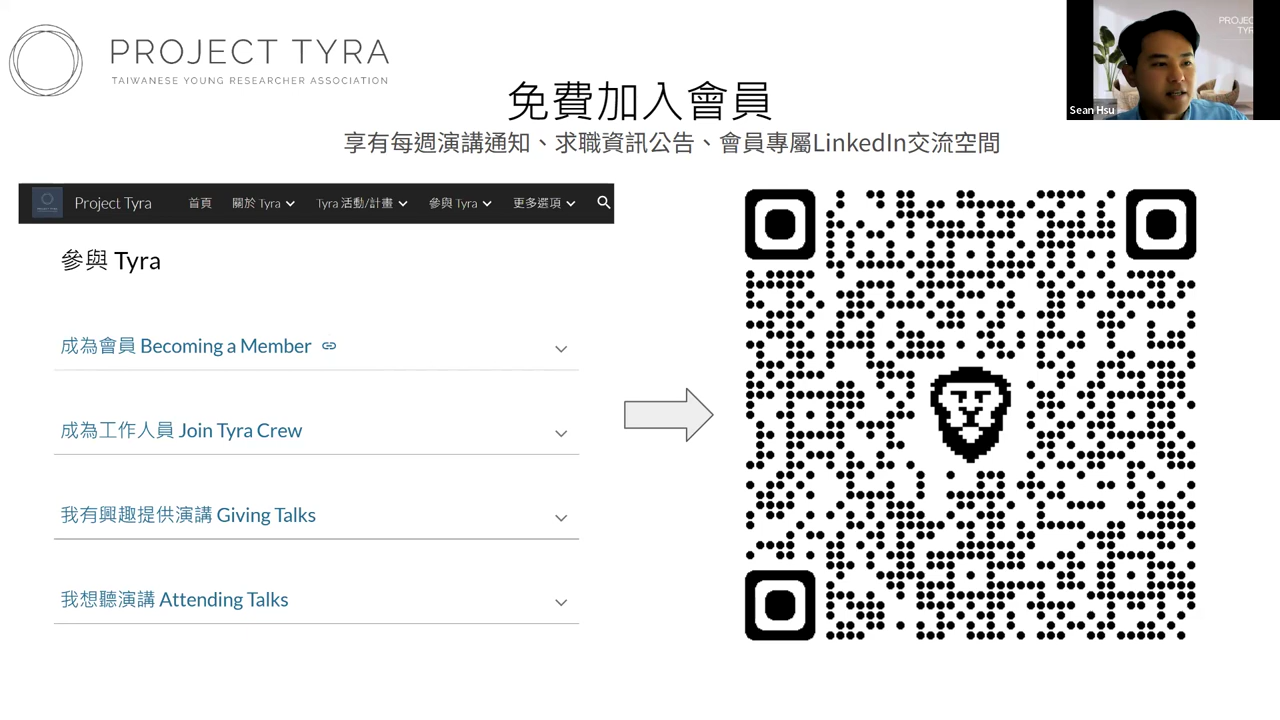 PROJECT TYRA
TAIWANESE YOUNG RESEARCHER ASSOCIATION
免費加入會員
享有每週演講通知、求職資訊公告、會員專屬LinkedIn交流空間
Sean Hsu
Project Tyra 首頁 關於 Tyra Tyra 活動/計畫 參與 Tyra 更多選項
參與 Tyra
成為會員 Becoming a Member
成為工作人員 Join Tyra Crew
我有興趣提供演講 Giving Talks
我想聽演講 Attending Talks